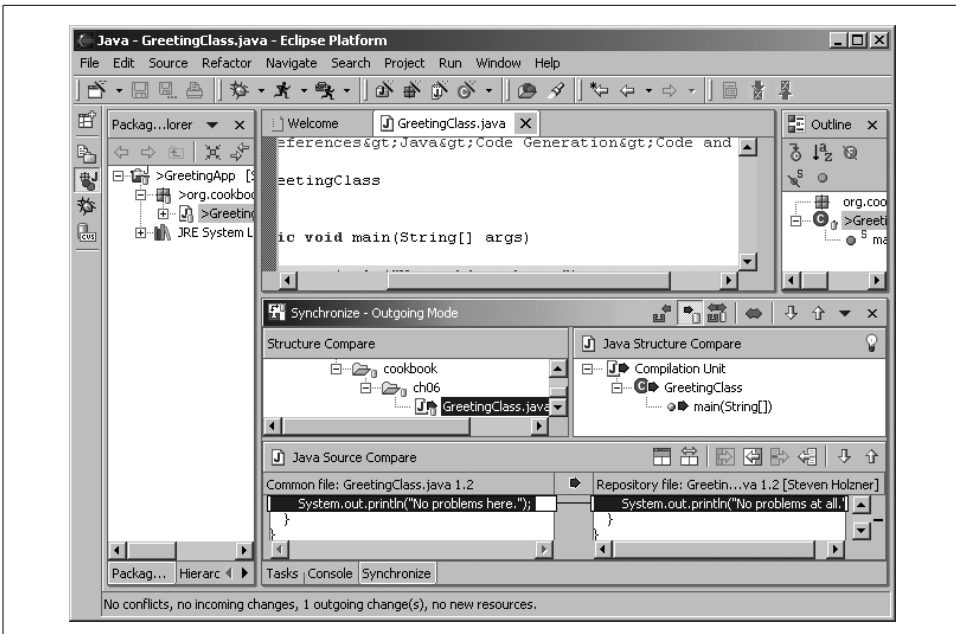 Java - GreetingClass.java - Eclipse Platform
File Edit Source Refactor Navigate Search Project Run Window Help
Packag...lorer
Welcome
GreetingClass.java
Outline
>GreetingApp [S
>org.cookboo
>Greeting
JRE System L
eferences&gt;Java&gt;Code Generation&gt;Code and
eetingClass
ic void main(String[] args)
org.coo
>Greeti
ma
Synchronize - Outgoing Mode
Structure Compare
Java Structure Compare
cookbook
ch06
GreetingClass.java
Compilation Unit
GreetingClass
main(String[])
Java Source Compare
Common file: GreetingClass.java 1.2
Repository file: Greetin...va 1.2 [Steven Holzner]
System.out.println("No problems here.");
}
}
System.out.println("No problems at all."
}
}
Packag... Hierarc
Tasks Console Synchronize
No conflicts, no incoming changes, 1 outgoing change(s), no new resources.